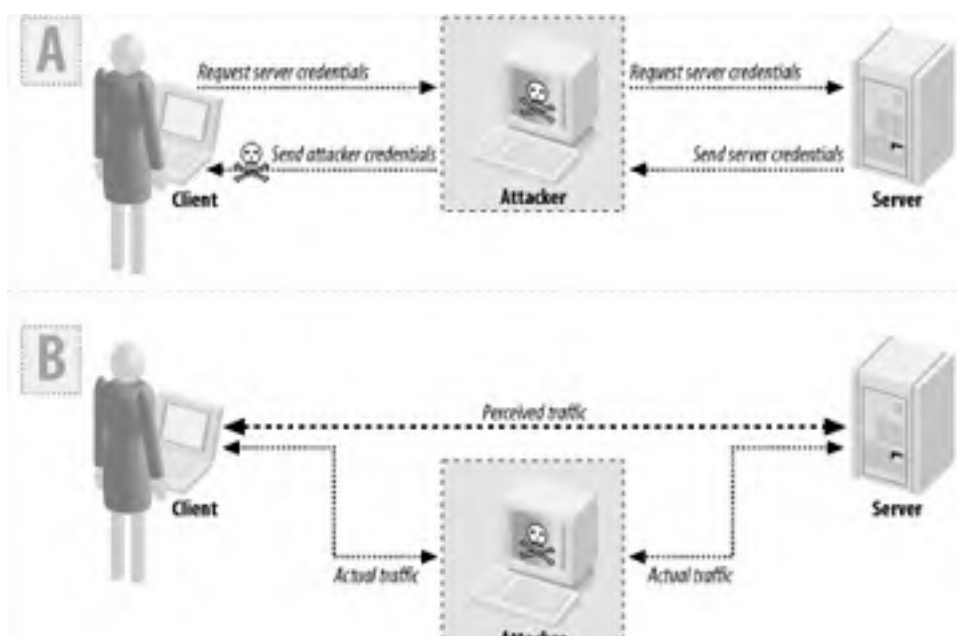 A
Request server credentials
Request server credentials
Send attacker credentials
Send server credentials
Client
Attacker
Server
B
Perceived traffic
Client
Server
Actual traffic
Actual traffic
Attacker